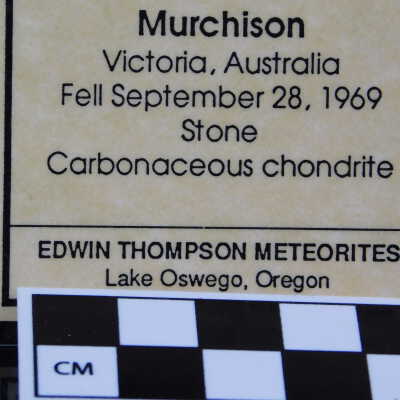 Murchison
Victoria, Australia
Fell September 28, 1969
Stone
Carbonaceous chondrite
EDWIN THOMPSON METEORITES
Lake Oswego, Oregon
CM